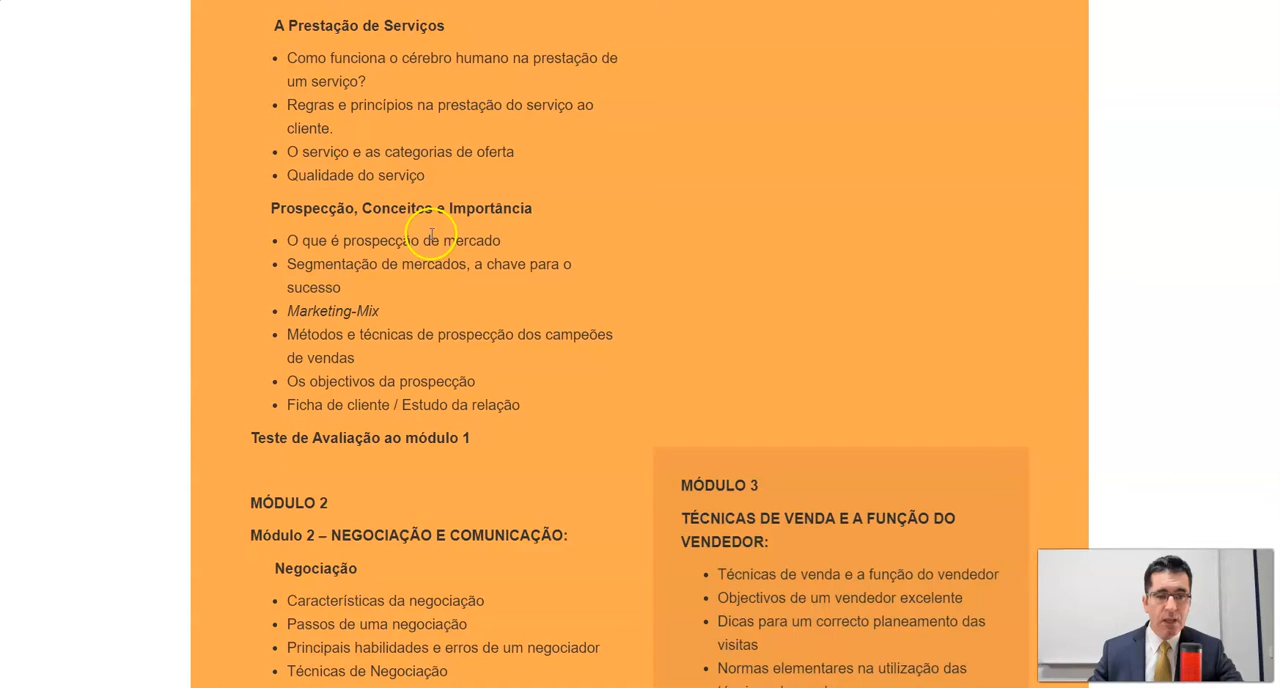 A Prestação de Serviços
Como funciona o cérebro humano na prestação de
um serviço?
Regras e princípios na prestação do serviço ao
cliente.
O serviço e as categorias de oferta
Qualidade do serviço
Prospecção, Conceitos e Importância
O que é prospecção de mercado
Segmentação de mercados, a chave para o
sucesso
Marketing-Mix
Métodos e técnicas de prospecção dos campeões
de vendas
Os objectivos da prospecção
Ficha de cliente / Estudo da relação
Teste de Avaliação ao módulo 1
MÓDULO 2
Módulo 2 – NEGOCIAÇÃO E COMUNICAÇÃO:
Negociação
Características da negociação
Passos de uma negociação
Principais habilidades e erros de um negociador
Técnicas de Negociação
MÓDULO 3
TÉCNICAS DE VENDA E A FUNÇÃO DO
VENDEDOR:
Técnicas de venda e a função do vendedor
Objectivos de um vendedor excelente
Dicas para um correcto planeamento das
visitas
Normas elementares na utilização das